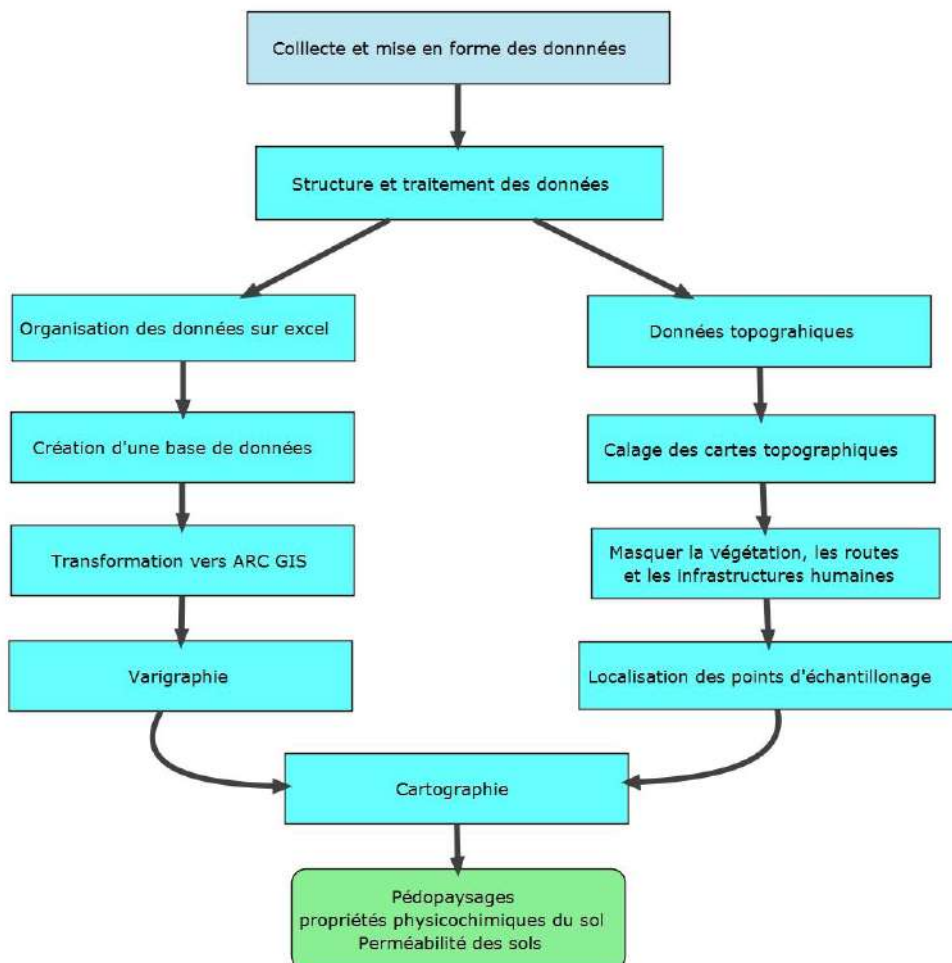 Colllecte et mise en forme des donnnées
Structure et traitement des données
Organisation des données sur excel
Données topograhiques
Création d'une base de données
Calage des cartes topographiques
Transformation vers ARC GIS
Masquer la végétation, les routes
et les infrastructures humaines
Varigraphie
Localisation des points d'échantillonage
Cartographie
Pédopaysages
propriétés physicochimiques du sol
Perméabilité des sols